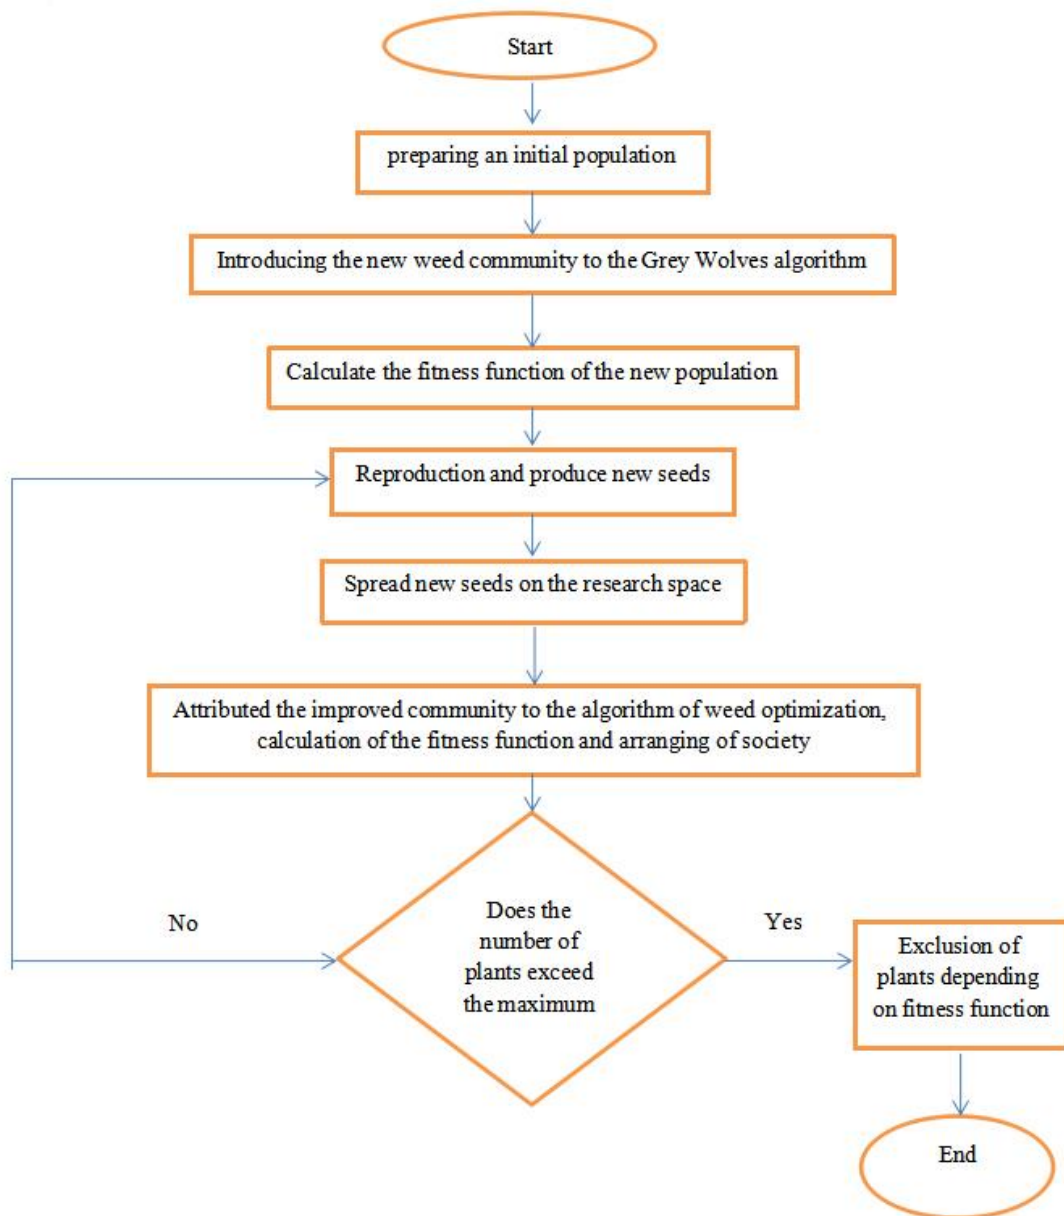 Start
preparing an initial population
Introducing the new weed community to the Grey Wolves algorithm
Calculate the fitness function of the new population
Reproduction and produce new seeds
Spread new seeds on the research space
Attributed the improved community to the algorithm of weed optimization,
calculation of the fitness function and arranging of society
Does the
number of
plants exceed
the maximum
No
Yes
Exclusion of
plants depending
on fitness function
End